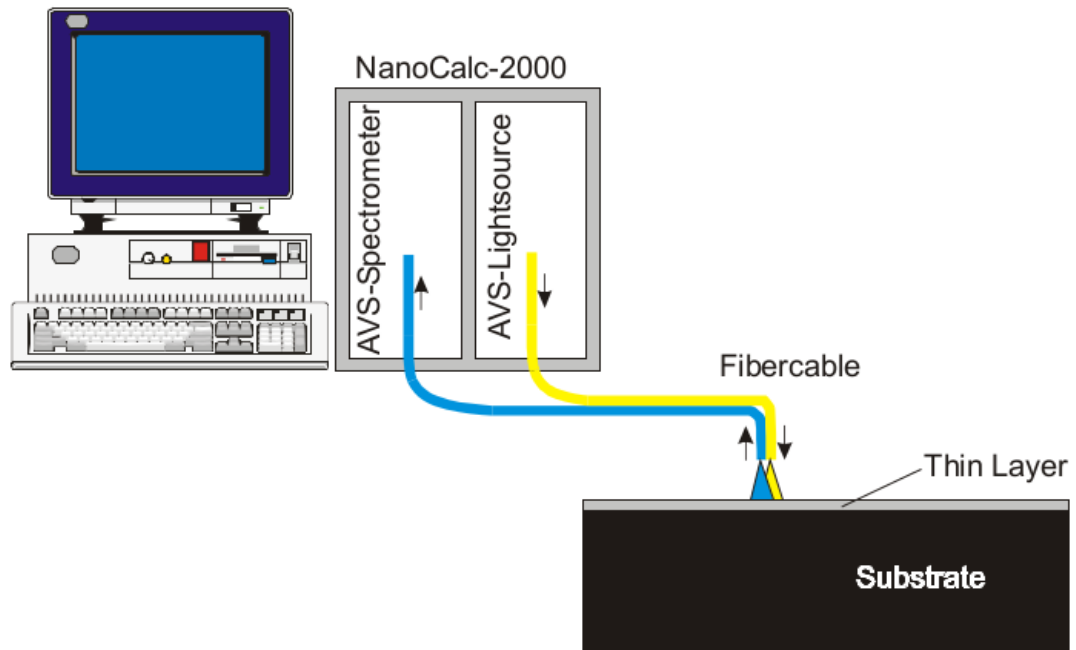 NanoCalc-2000
AVS-Spectrometer
AVS-Lightsource
Fibercable
Thin Layer
Substrate